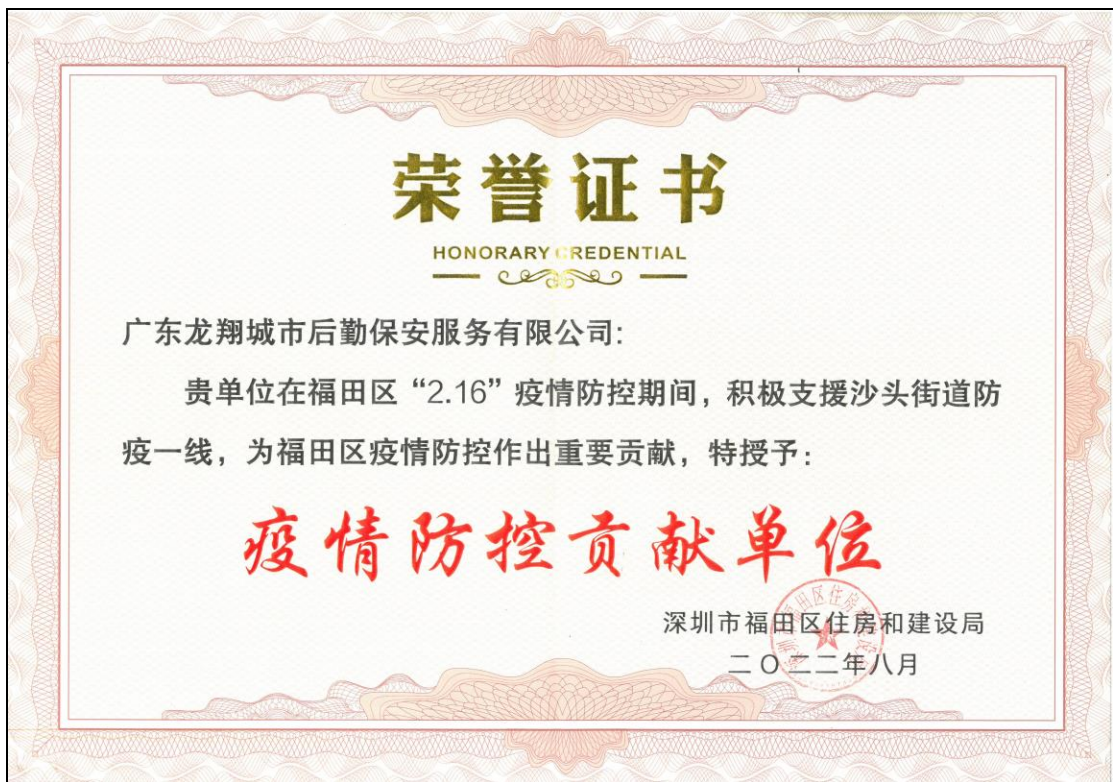 荣誉证书
HONORARY CREDENTIAL
广东龙翔城市后勤保安服务有限公司:
贵单位在福田区“2.16”疫情防控期间，积极支援沙头街道防
疫一线，为福田区疫情防控作出重要贡献，特授予：
疫情防控贡献单位
深圳市福田区住房和建设局
二〇二二年八月